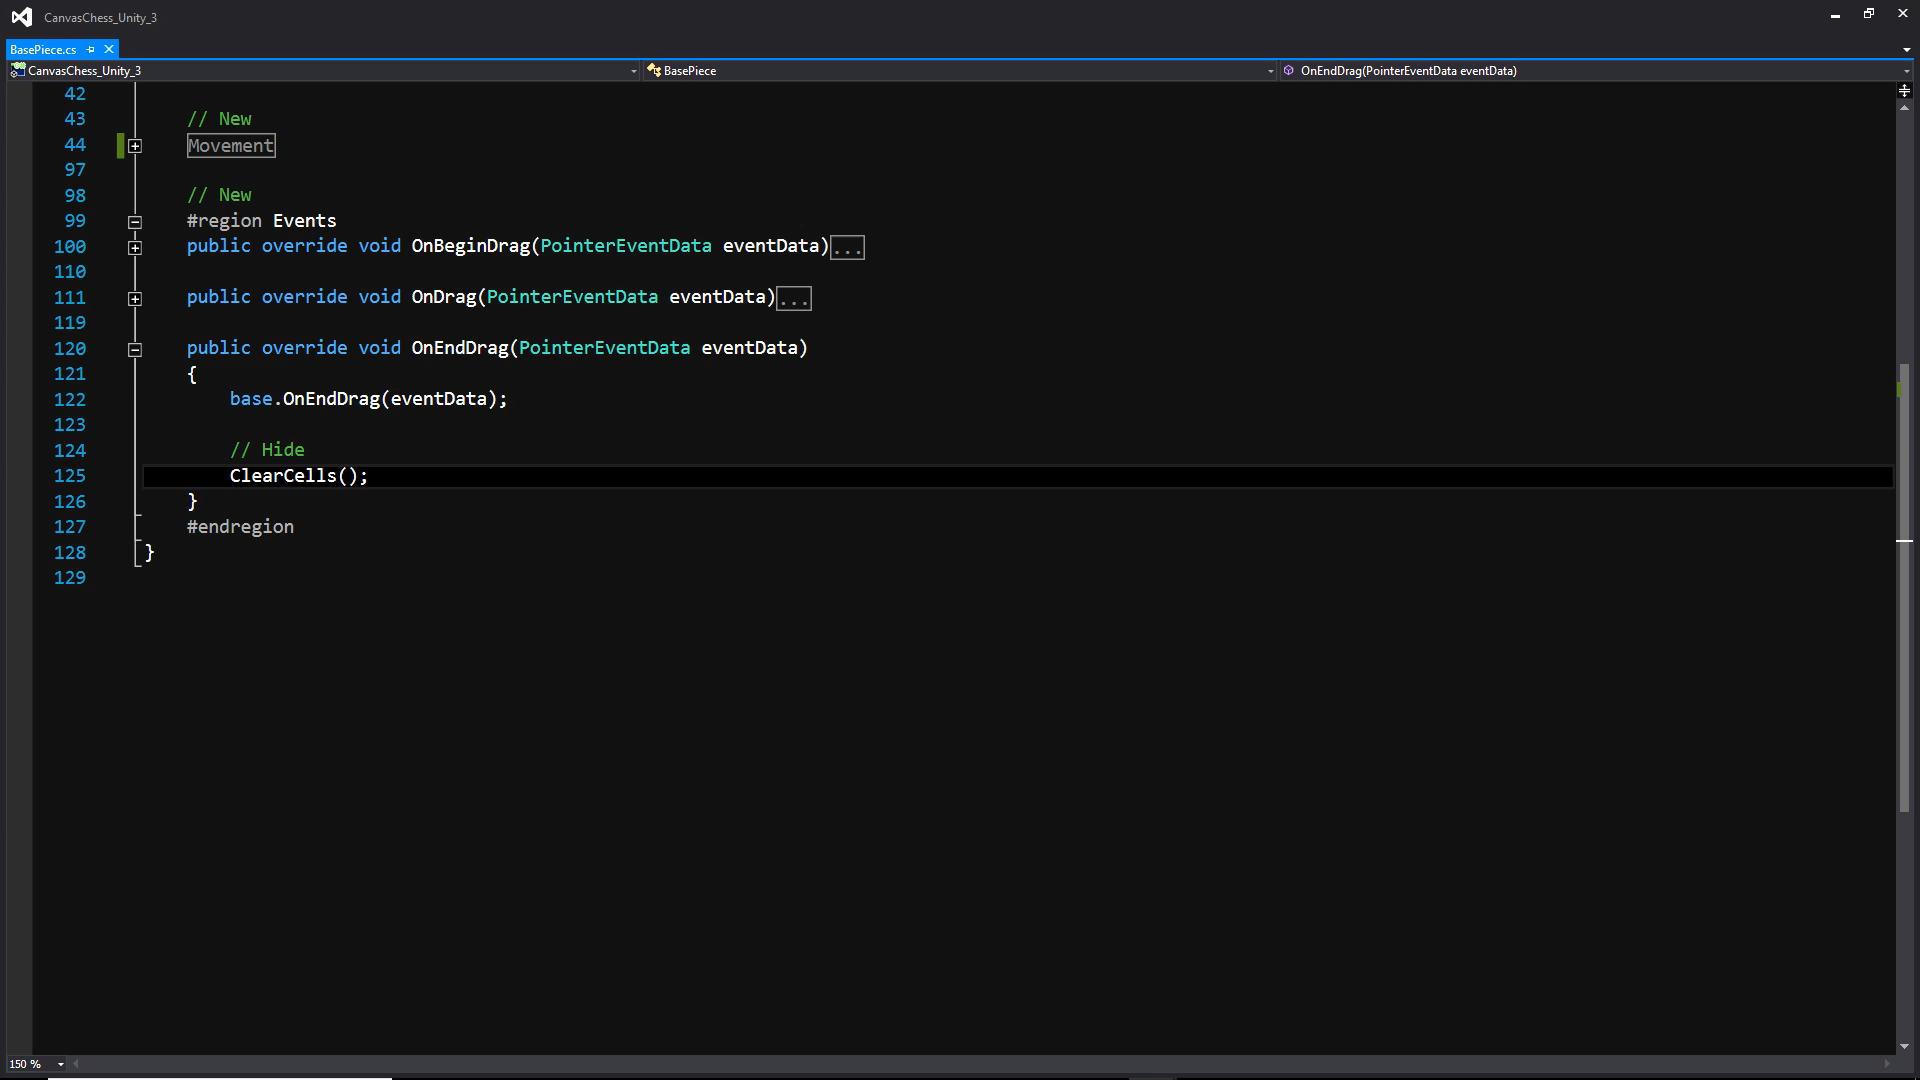 CanvasChess_Unity_3
BasePiece.cs
CanvasChess_Unity_3 BasePiece OnEndDrag(PointerEventData eventData)
42
43 // New
44 Movement
97
98 // New
99 #region Events
100 public override void OnBeginDrag(PointerEventData eventData)...
110
111 public override void OnDrag(PointerEventData eventData)...
119
120 public override void OnEndDrag(PointerEventData eventData)
121 {
122 base.OnEndDrag(eventData);
123
124 // Hide
125 ClearCells();
126 }
127 #endregion
128 }
129
150 %